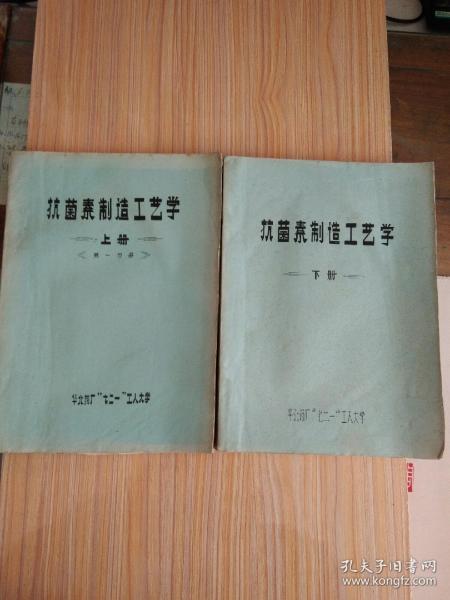 抗菌素制造工艺学
上册
《第一分册》
华北药厂“七二一”工人大学
抗菌素制造工艺学
下册
华北药厂“七二一”工人大学
孔夫子旧书网
www.kongfz.com